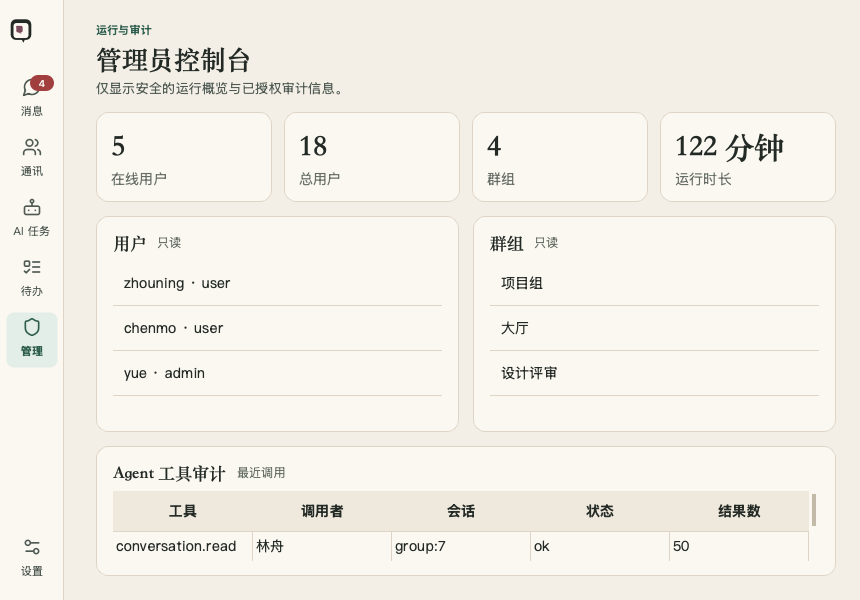 4
消息
通讯
AI 任务
待办
管理
设置
运行与审计
管理员控制台
仅显示安全的运行概览与已授权审计信息。
5
在线用户
18
总用户
4
群组
122 分钟
运行时长
用户 只读
zhouning · user
chenmo · user
yue · admin
群组 只读
项目组
大厅
设计评审
Agent 工具审计 最近调用
工具 调用者 会话 状态 结果数
conversation.read 林舟 group:7 ok 50